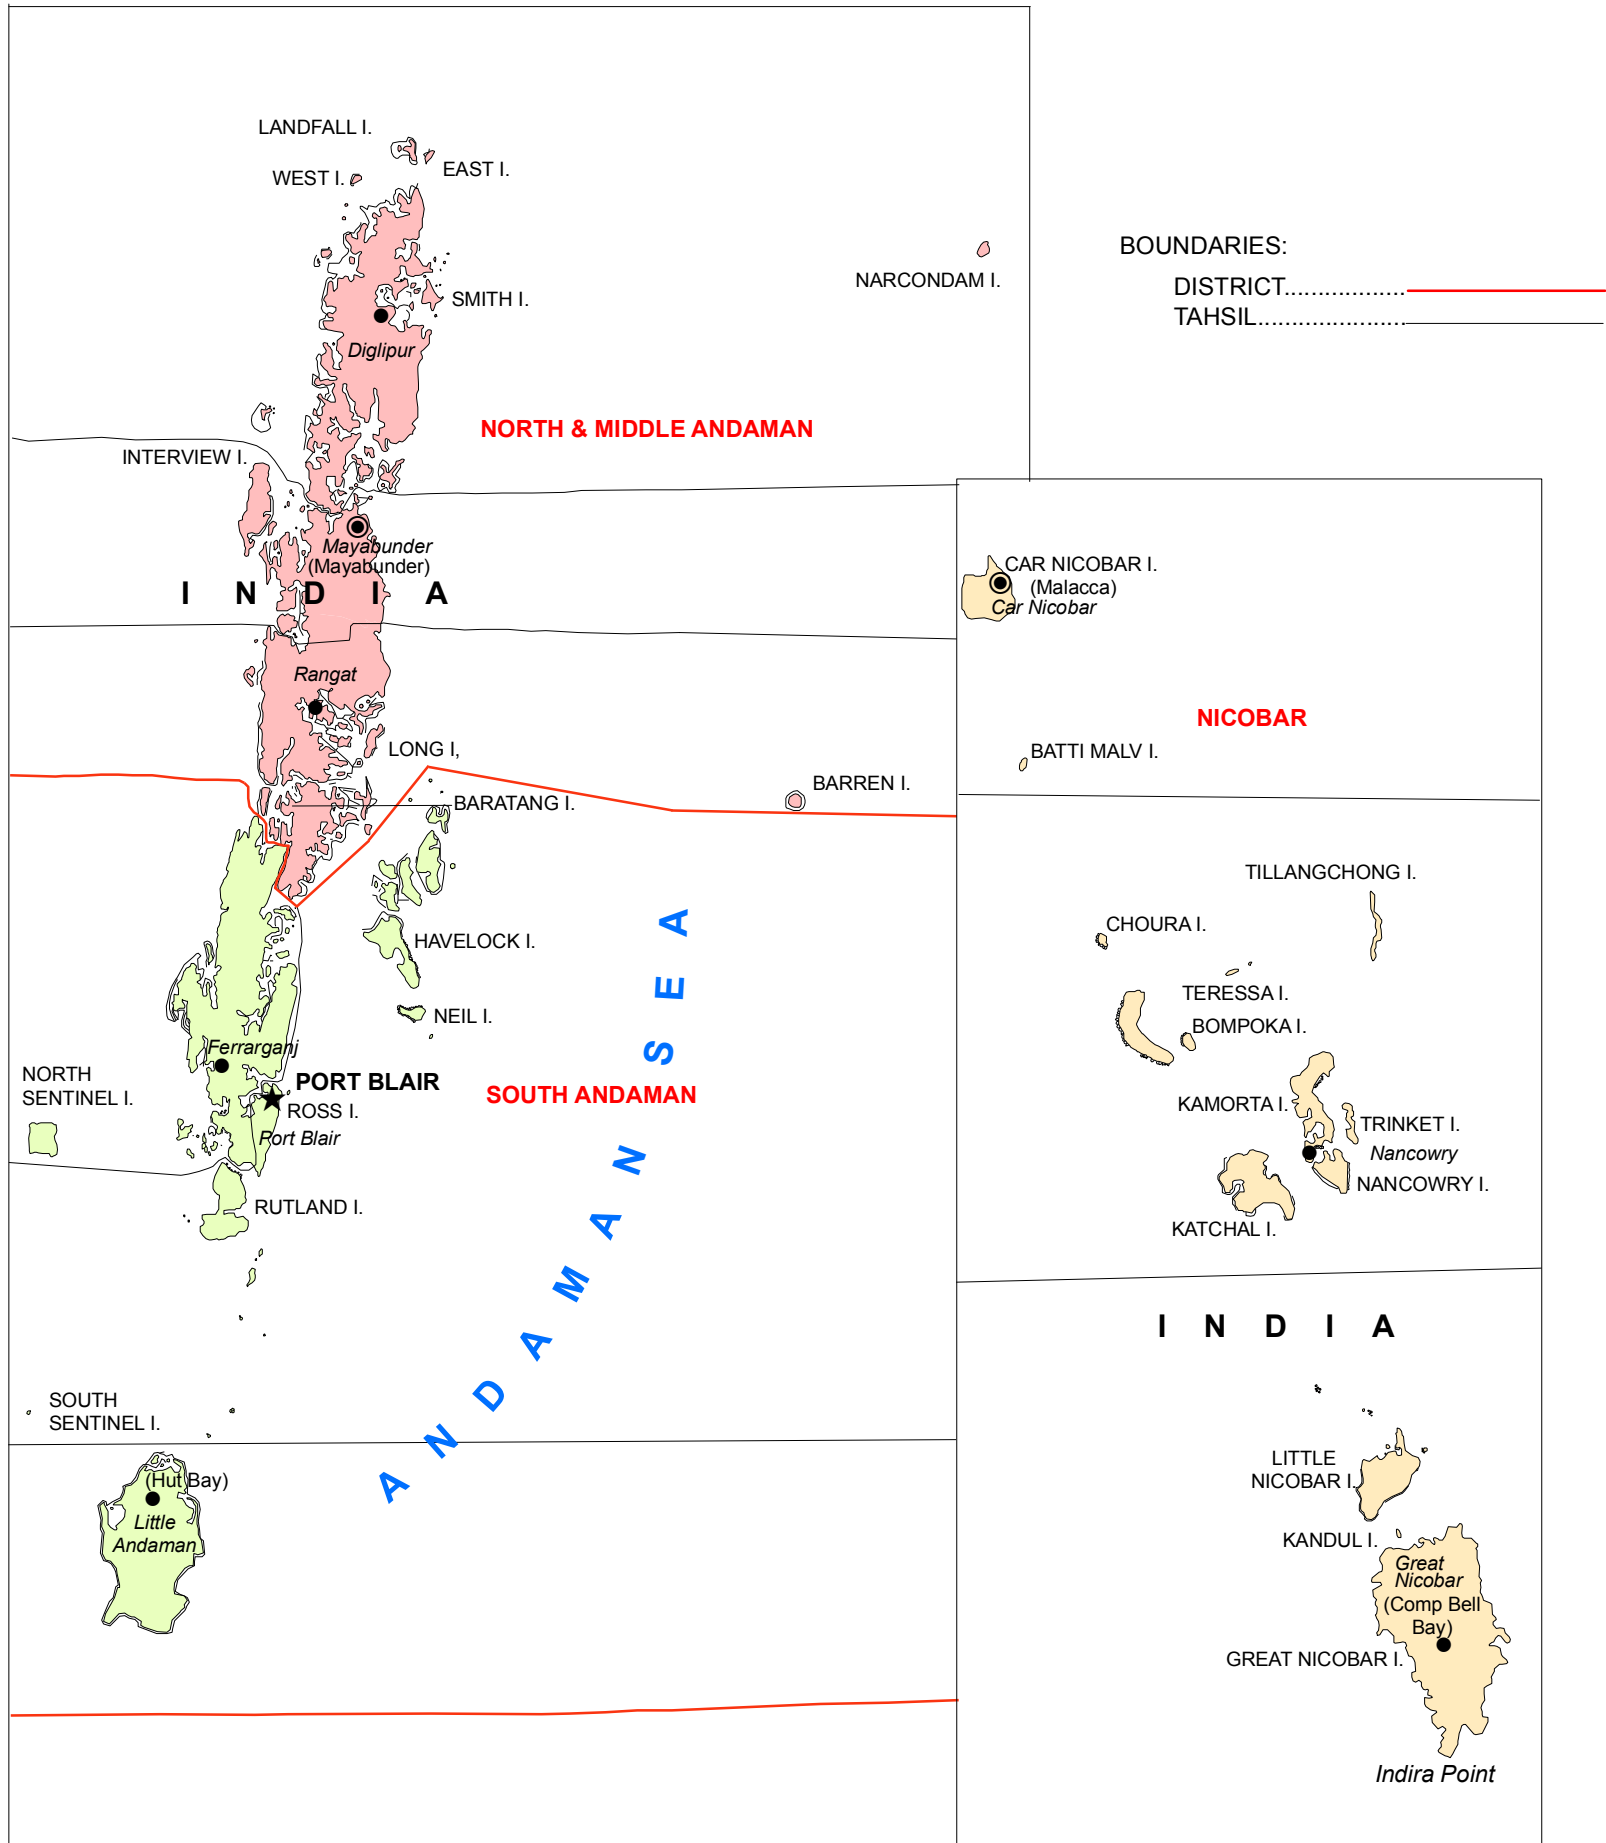 LANDFALL I.
EAST I.
WEST I.
NARCONDAM I.
SMITH I.
Diglipur
BOUNDARIES:
DISTRICT..................
TAHSIL......................
NORTH & MIDDLE ANDAMAN
INTERVIEW I.
Mayabunder
(Mayabunder)
I N D I A
CAR NICOBAR I.
(Malacca)
Car Nicobar
Rangat
NICOBAR
LONG I,
BATTI MALV I.
BARREN I.
BARATANG I.
TILLANGCHONG I.
CHOURA I.
HAVELOCK I.
TERESSA I.
NEIL I.
BOMPOKA I.
Ferrarganj
NORTH
SENTINEL I.
PORT BLAIR
ROSS I.
Port Blair
SOUTH ANDAMAN
KAMORTA I.
TRINKET I.
Nancowry
NANCOWRY I.
KATCHAL I.
RUTLAND I.
ANDAMAN SEA
I N D I A
SOUTH
SENTINEL I.
(Hut Bay)
Little
Andaman
LITTLE
NICOBAR I.
KANDUL I.
Great
Nicobar
(Comp Bell
Bay)
GREAT NICOBAR I.
Indira Point